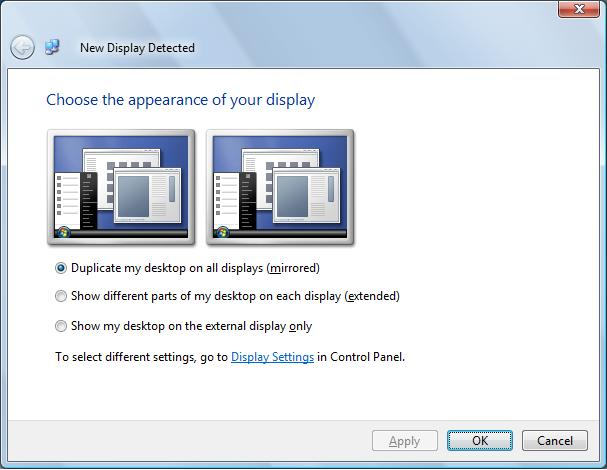 New Display Detected
Choose the appearance of your display
Duplicate my desktop on all displays (mirrored)
Show different parts of my desktop on each display (extended)
Show my desktop on the external display only
To select different settings, go to Display Settings in Control Panel.
Apply OK Cancel